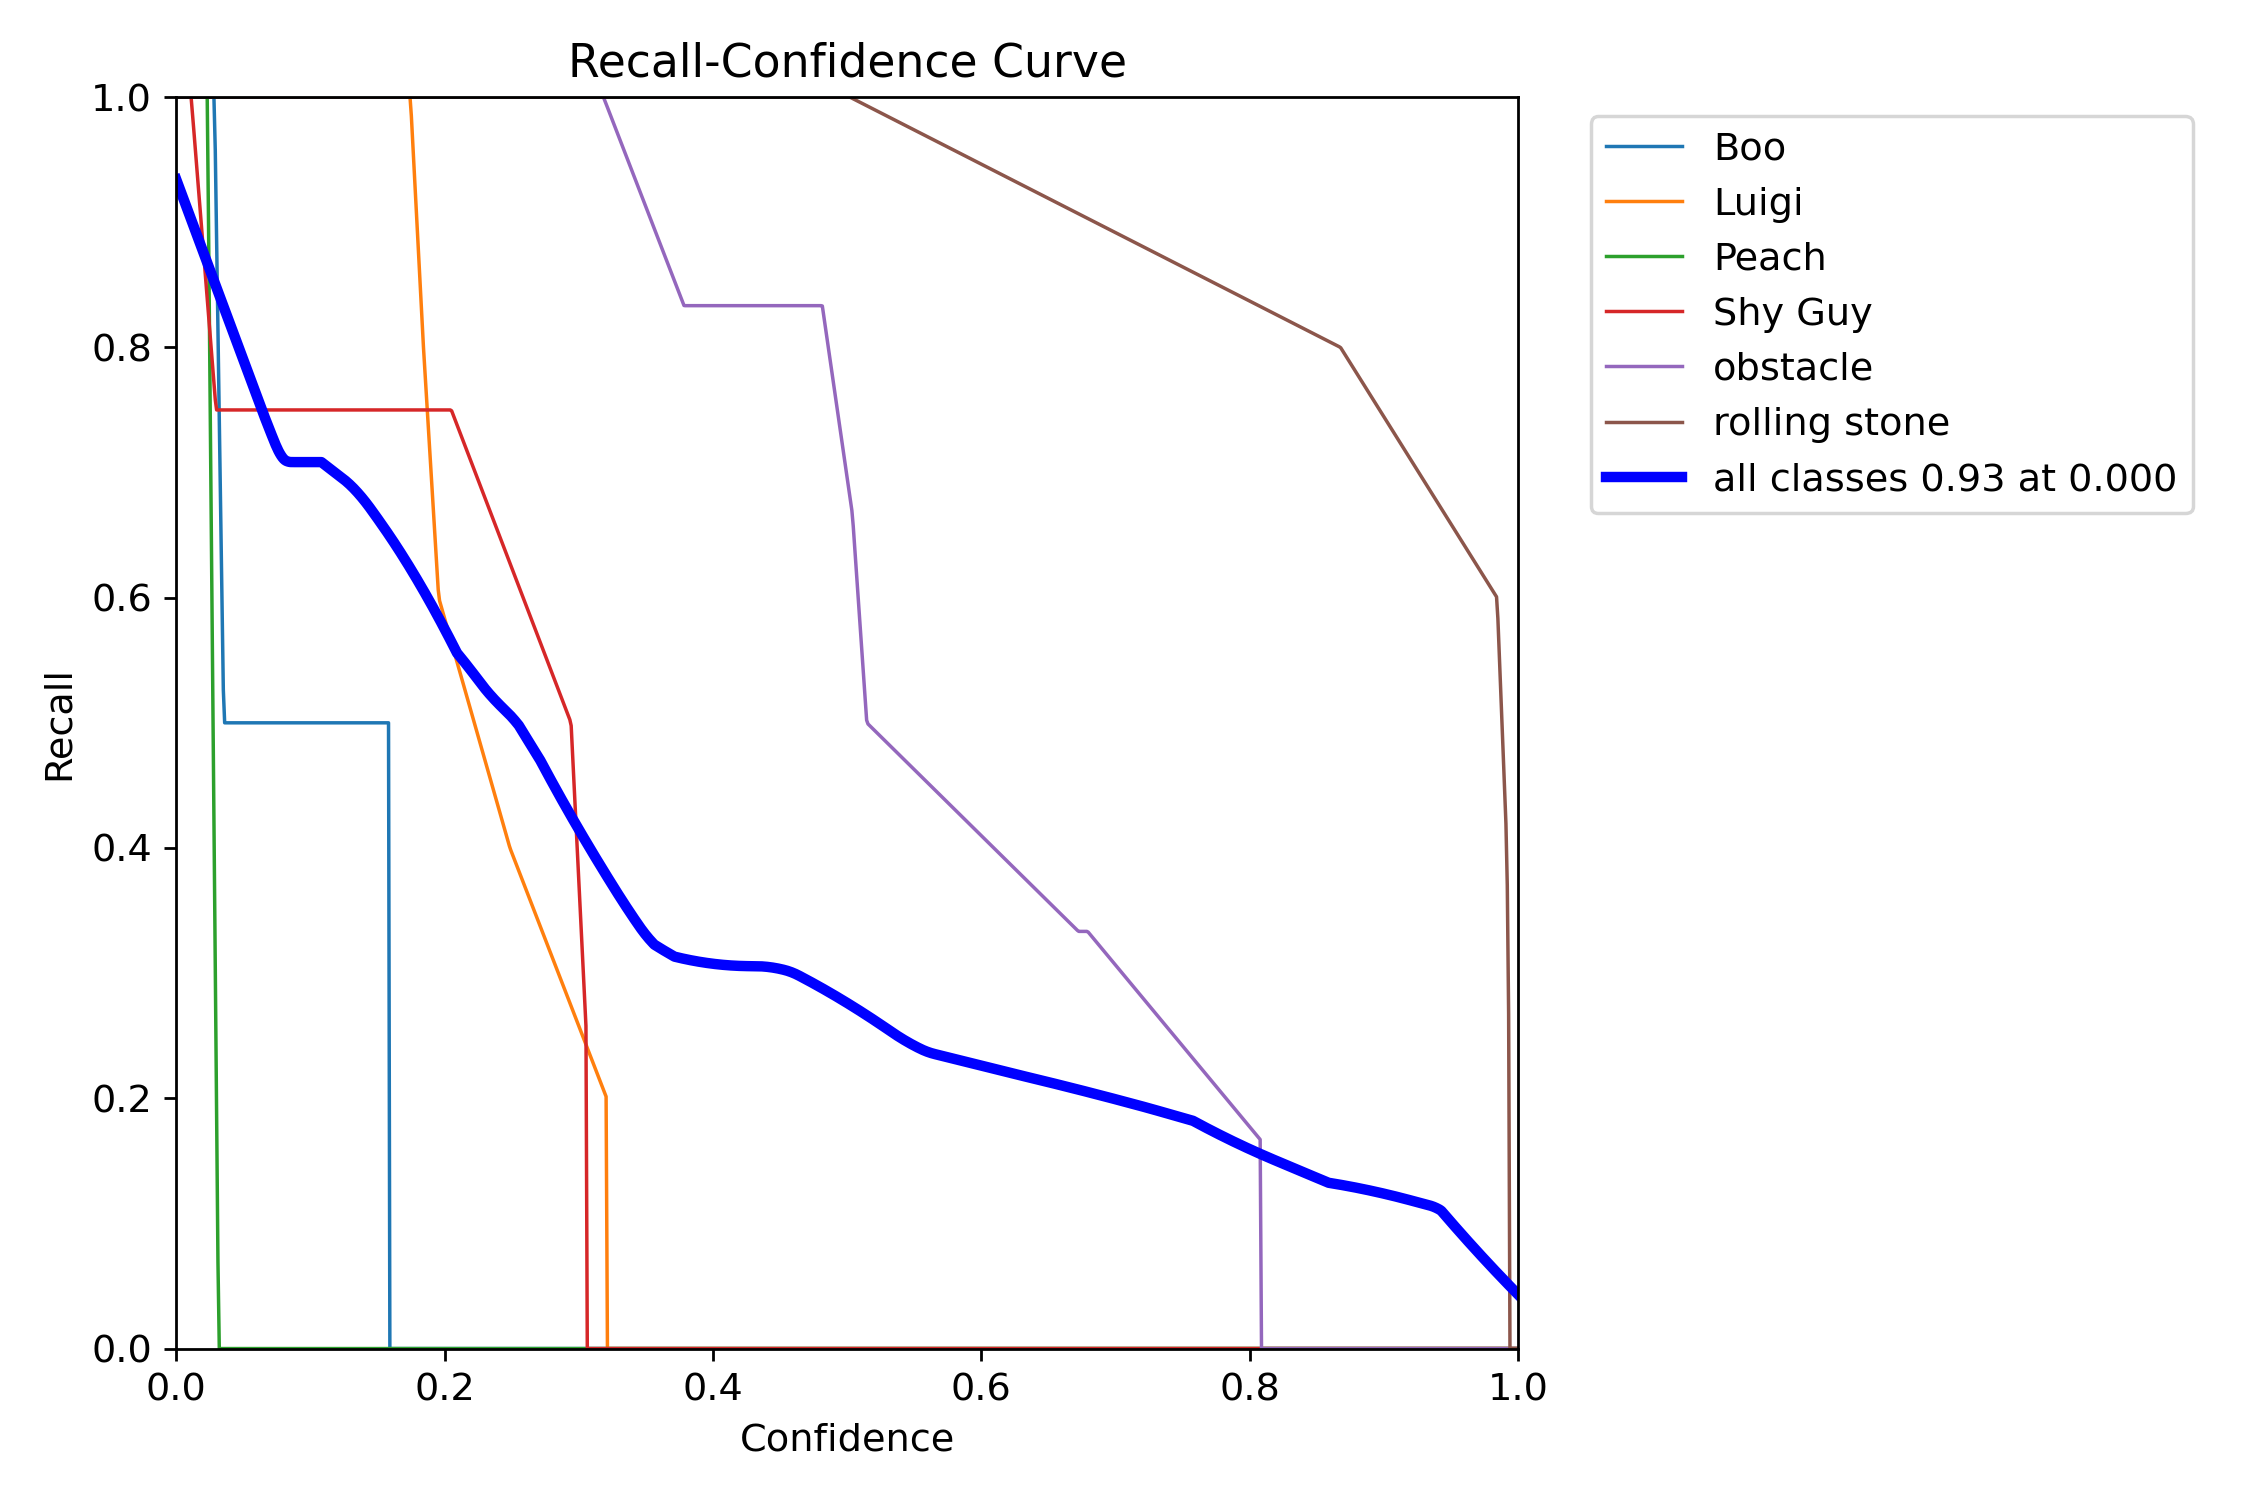 Recall-Confidence Curve
1.0
0.8
0.6
0.4
0.2
0.0
Recall
0.0 0.2 0.4 0.6 0.8 1.0
Confidence
Boo
Luigi
Peach
Shy Guy
obstacle
rolling stone
all classes 0.93 at 0.000